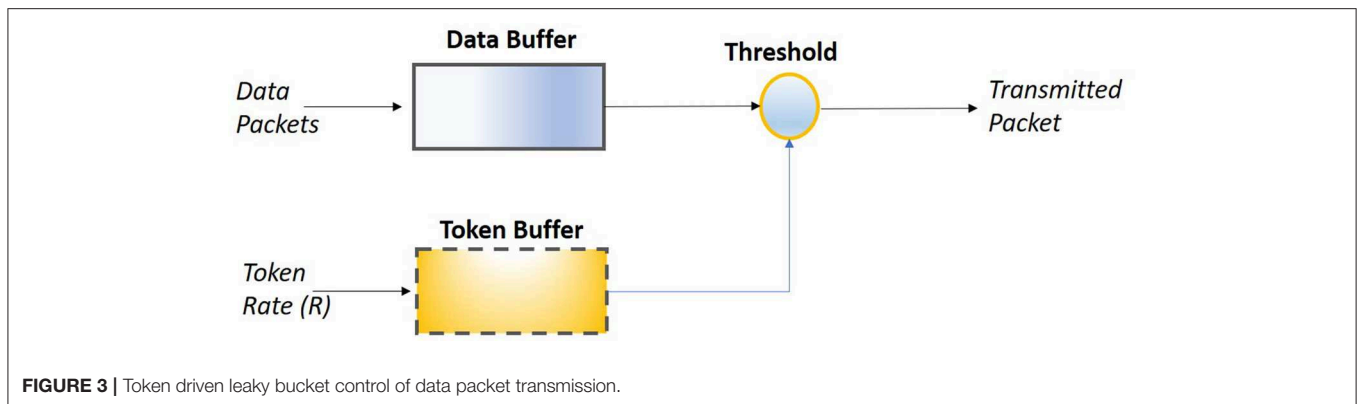 Data Buffer
Threshold
Data
Packets
Transmitted
Packet
Token Buffer
Token
Rate (R)
FIGURE 3 | Token driven leaky bucket control of data packet transmission.